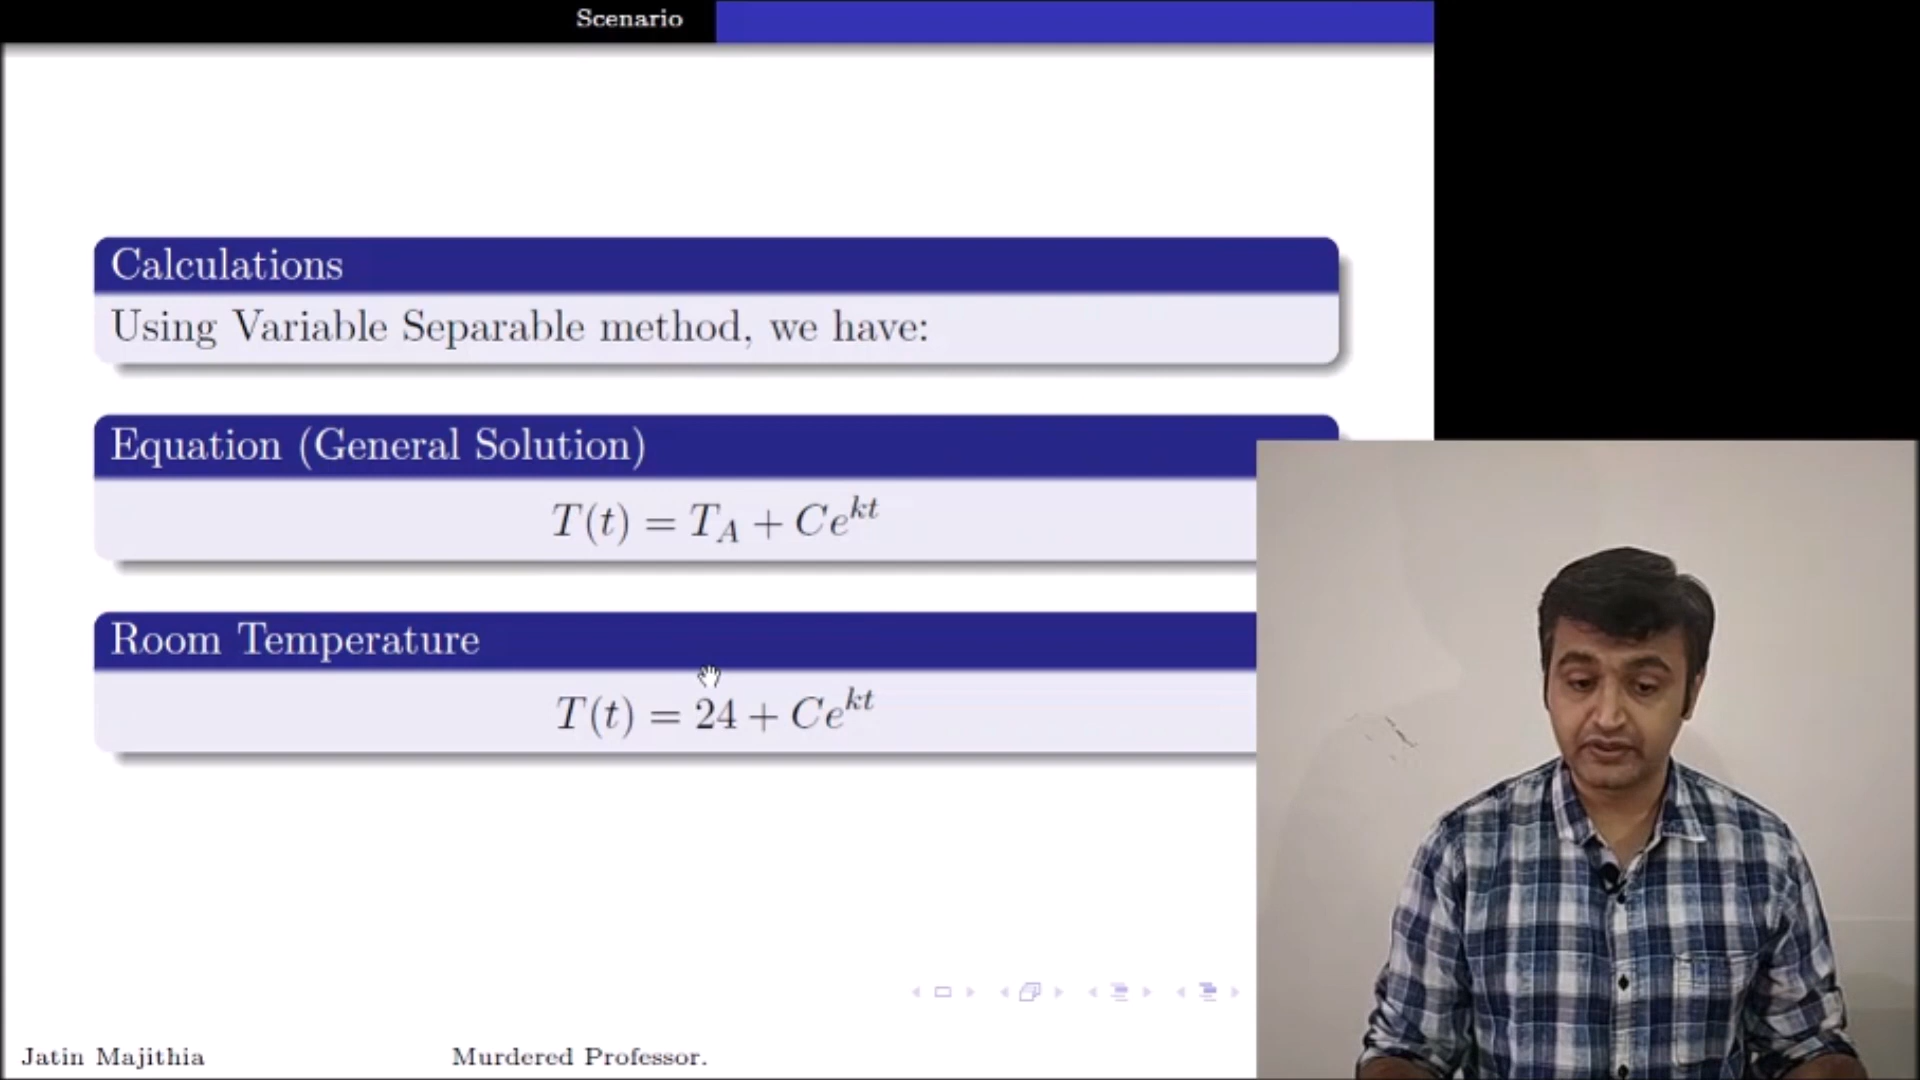 Scenario
Calculations
Using Variable Separable method, we have:
Equation (General Solution)
T(t) = T_A + Ce^{kt}
Room Temperature
T(t) = 24 + Ce^{kt}
Jatin Majithia
Murdered Professor.